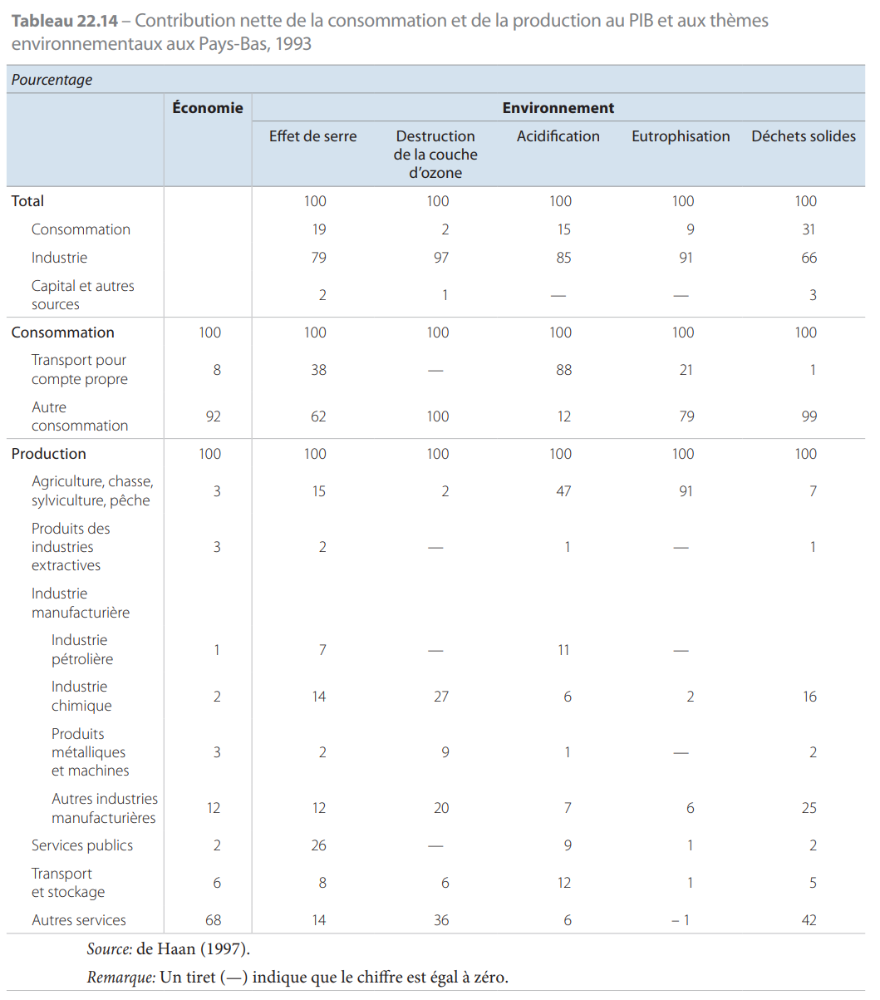 Tableau 22.14 – Contribution nette de la consommation et de la production au PIB et aux thèmes
environnementaux aux Pays-Bas, 1993
Pourcentage
Économie Environnement
Effet de serre Destruction de la couche d’ozone Acidification Eutrophisation Déchets solides
Total 100 100 100 100 100
Consommation 19 2 15 9 31
Industrie 79 97 85 91 66
Capital et autres
sources 2 1 — — 3
Consommation 100 100 100 100 100 100
Transport pour
compte propre 8 38 — 88 21 1
Autre
consommation 92 62 100 12 79 99
Production 100 100 100 100 100 100
Agriculture, chasse,
sylviculture, pêche 3 15 2 47 91 7
Produits des
industries
extractives 3 2 — 1 — 1
Industrie
manufacturière
Industrie
pétrolière 1 7 — 11 —
Industrie
chimique 2 14 27 6 2 16
Produits
métalliques
et machines 3 2 9 1 — 2
Autres industries
manufacturières 12 12 20 7 6 25
Services publics 2 26 — 9 1 2
Transport
et stockage 6 8 6 12 1 5
Autres services 68 14 36 6 – 1 42
Source: de Haan (1997).
Remarque: Un tiret (—) indique que le chiffre est égal à zéro.